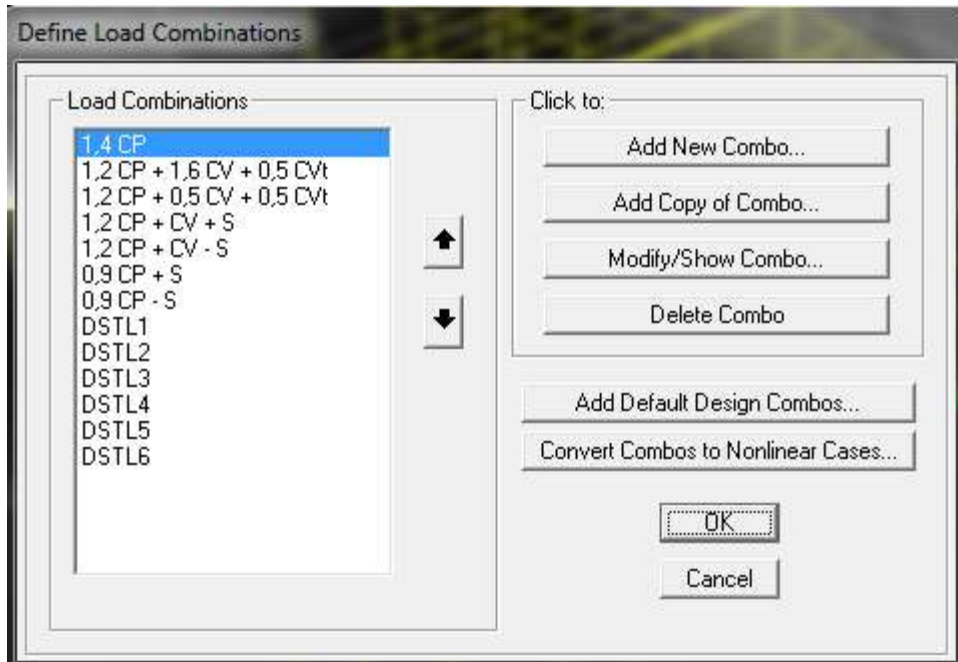 Define Load Combinations
Load Combinations
1,4 CP
1,2 CP + 1,6 CV + 0,5 CVt
1,2 CP + 0,5 CV + 0,5 CVt
1,2 CP + CV + S
1,2 CP + CV - S
0,9 CP + S
0,9 CP - S
DSTL1
DSTL2
DSTL3
DSTL4
DSTL5
DSTL6
Click to:
Add New Combo...
Add Copy of Combo...
Modify/Show Combo...
Delete Combo
Add Default Design Combos...
Convert Combos to Nonlinear Cases...
OK
Cancel